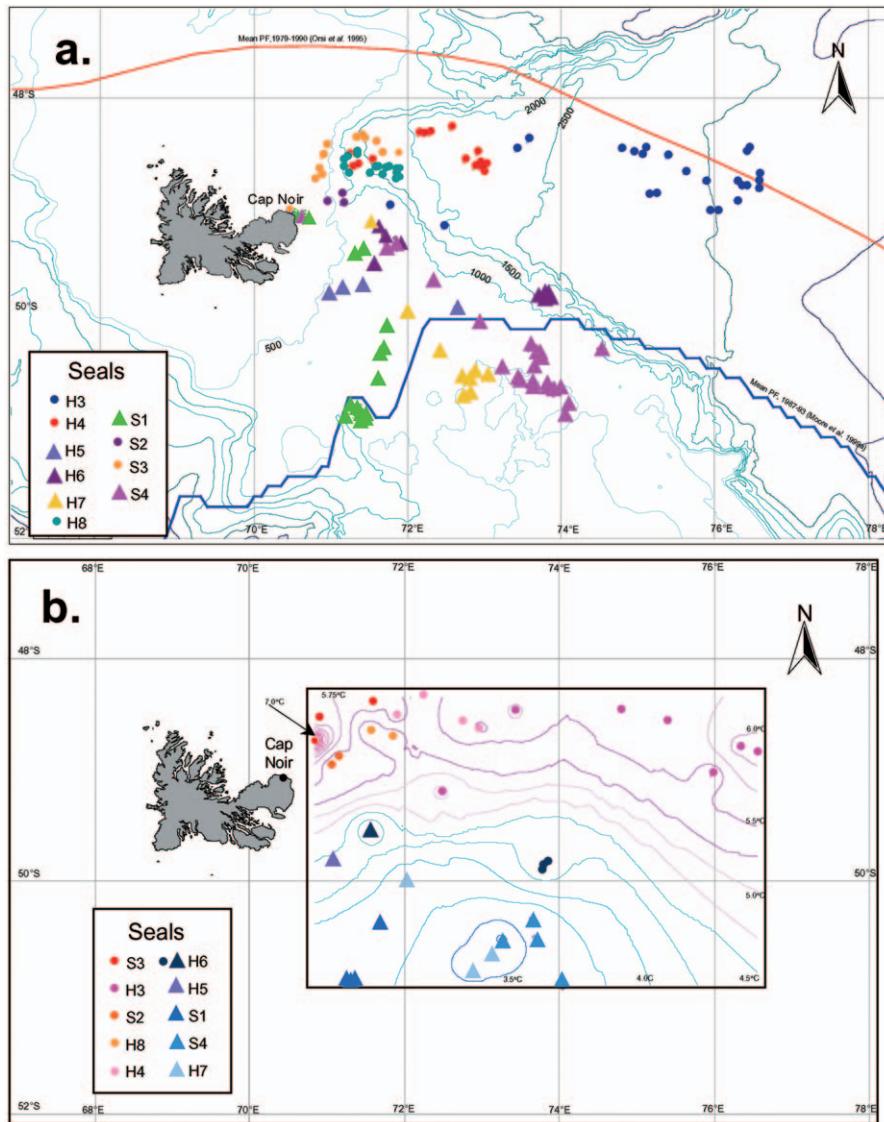 a.
Mean PF, 1979-1990 (Orsi et al. 1995)
N
48°S
2000
2500
Cap Noir
1500
1000
50°S
500
Mean PF, 1987-93 (Moore et al. 1999a)
Seals
H3
H4
H5
H6
H7
H8
S1
S2
S3
S4
52°
70°E
72°E
74°E
76°E
78°E
b.
68°E
70°E
72°E
74°E
76°E
78°E
N
48°S
48°S
5.75°C
7.0°C
6.0°C
Cap
Noir
5.5°C
50°S
50°S
5.0°C
3.5°C
4.0C
4.5°C
Seals
S3
H3
S2
H8
H4
H6
H5
S1
S4
H7
52°S
52°S
68°E
70°E
72°E
74°E
76°E
78°E